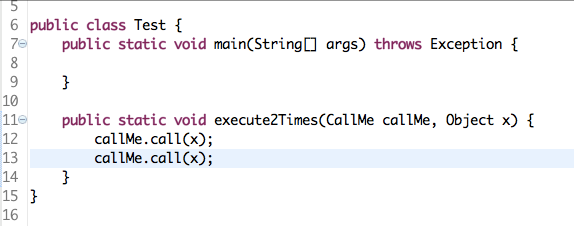 5
6 public class Test {
7     public static void main(String[] args) throws Exception {
8
9     }
10
11     public static void execute2Times(CallMe callMe, Object x) {
12         callMe.call(x);
13         callMe.call(x);
14     }
15 }
16